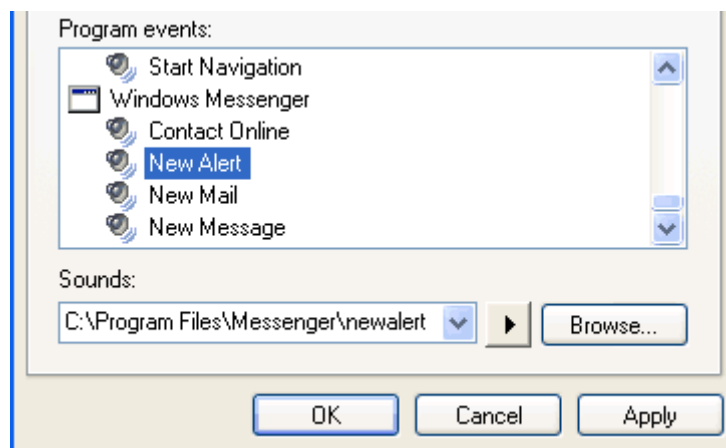 Program events:
Start Navigation
Windows Messenger
Contact Online
New Alert
New Mail
New Message
Sounds:
C:\Program Files\Messenger\newalert
Browse...
OK Cancel Apply